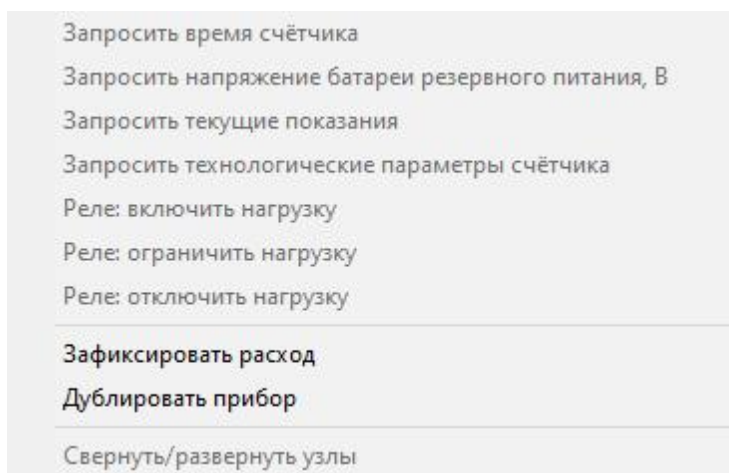 Запросить время счётчика
Запросить напряжение батареи резервного питания, В
Запросить текущие показания
Запросить технологические параметры счётчика
Реле: включить нагрузку
Реле: ограничить нагрузку
Реле: отключить нагрузку
Зафиксировать расход
Дублировать прибор
Свернуть/развернуть узлы